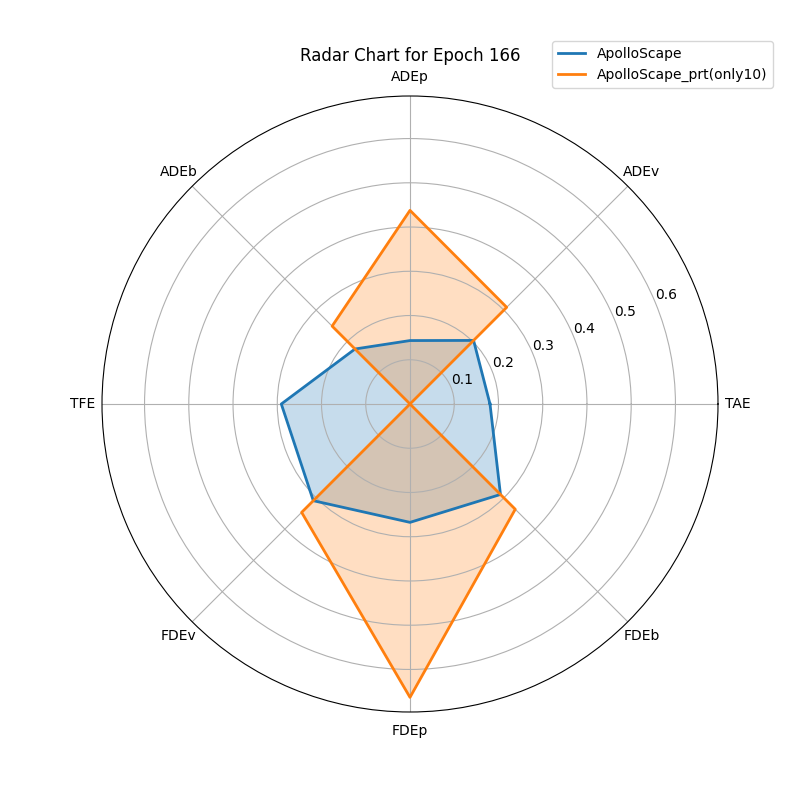 Radar Chart for Epoch 166
ApolloScape
ApolloScape_prt(only10)
ADEp
ADEb
ADEv
0.6
0.5
0.4
0.3
0.2
0.1
TFE
TAE
FDEv
FDEb
FDEp